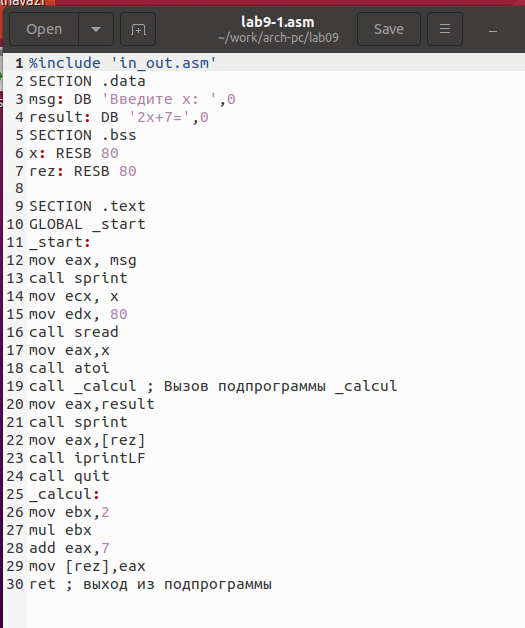 Open
lab9-1.asm
~/work/arch-pc/lab09
Save
1 %include 'in_out.asm'
2 SECTION .data
3 msg: DB 'Введите x: ',0
4 result: DB '2x+7=',0
5 SECTION .bss
6 x: RESB 80
7 rez: RESB 80
8
9 SECTION .text
10 GLOBAL _start
11 _start:
12 mov eax, msg
13 call sprint
14 mov ecx, x
15 mov edx, 80
16 call sread
17 mov eax,x
18 call atoi
19 call _calcul ; Вызов подпрограммы _calcul
20 mov eax,result
21 call sprint
22 mov eax,[rez]
23 call iprintLF
24 call quit
25 _calcul:
26 mov ebx,2
27 mul ebx
28 add eax,7
29 mov [rez],eax
30 ret ; выход из подпрограммы